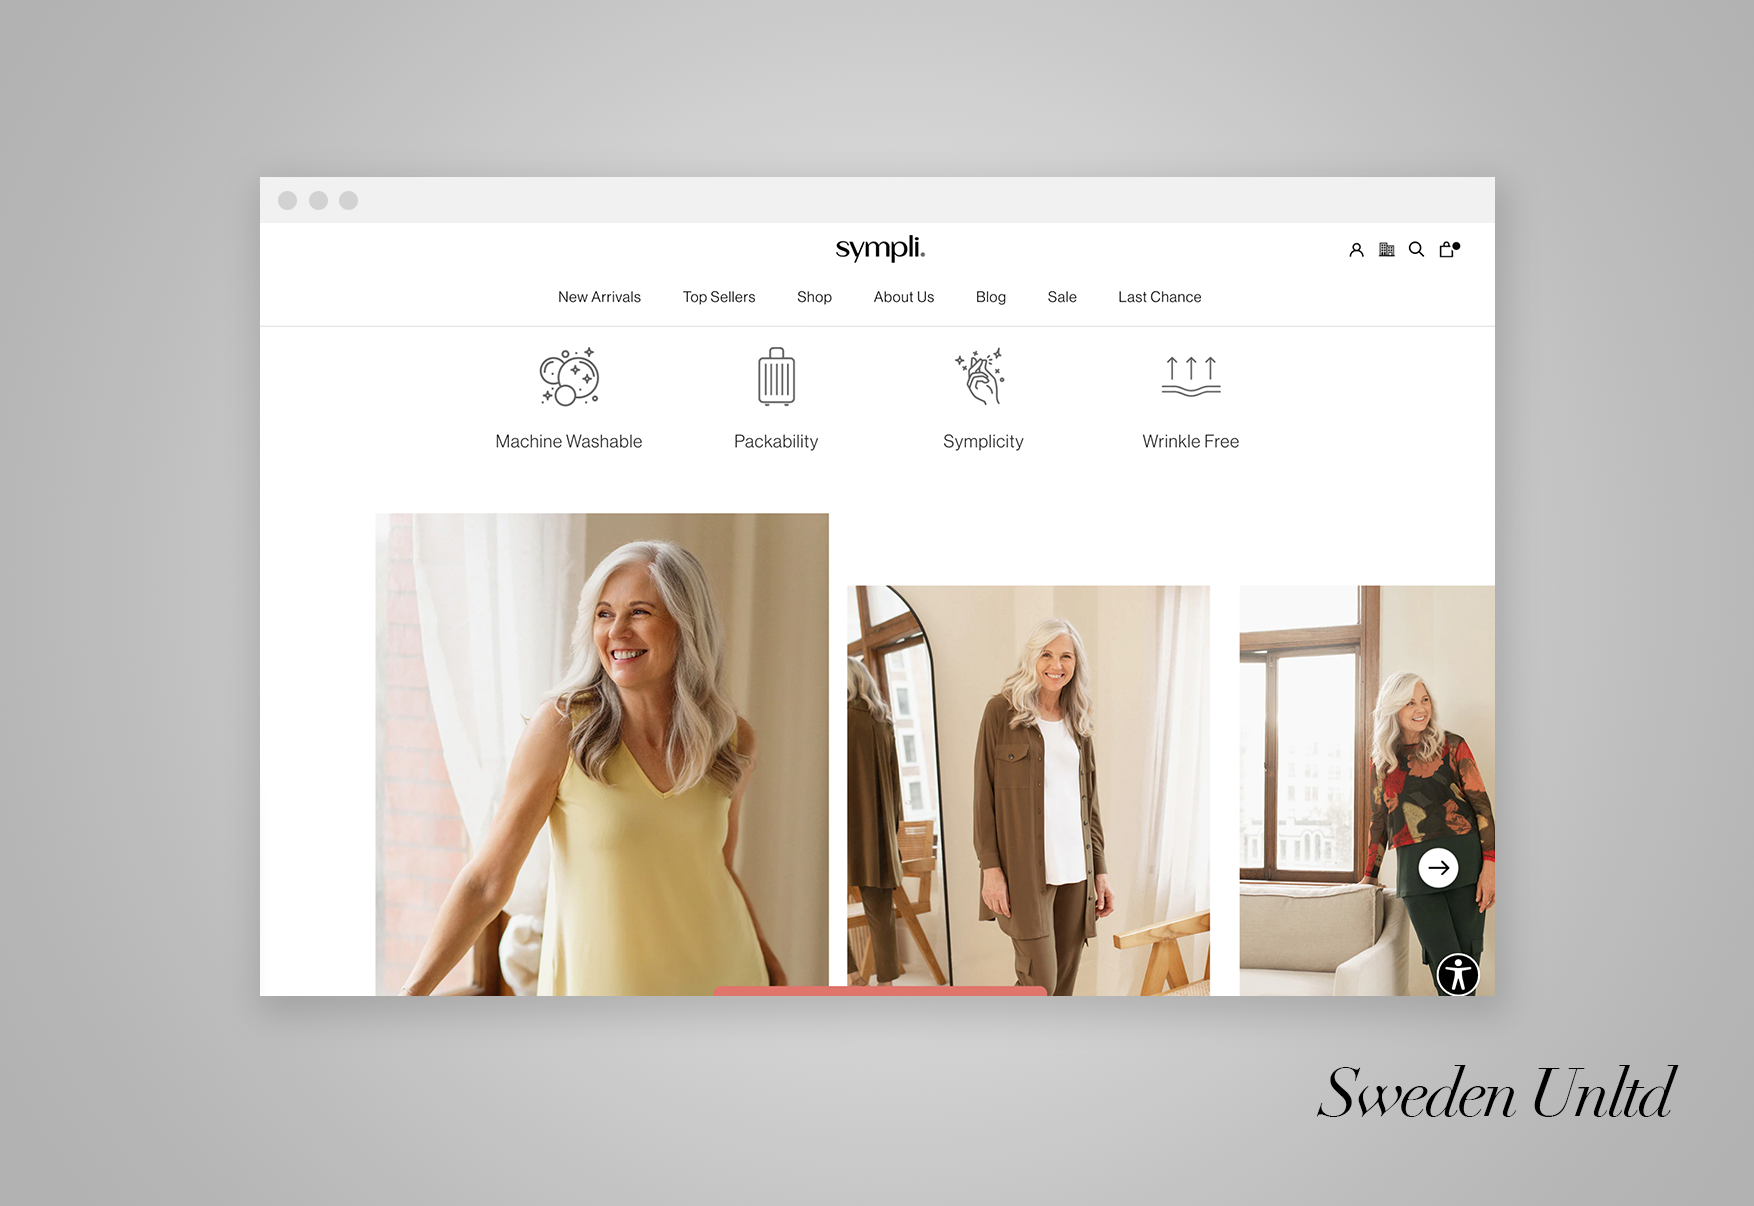 sympli.
New Arrivals Top Sellers Shop About Us Blog Sale Last Chance
Machine Washable Packability Symplicity Wrinkle Free
Sweden Unltd